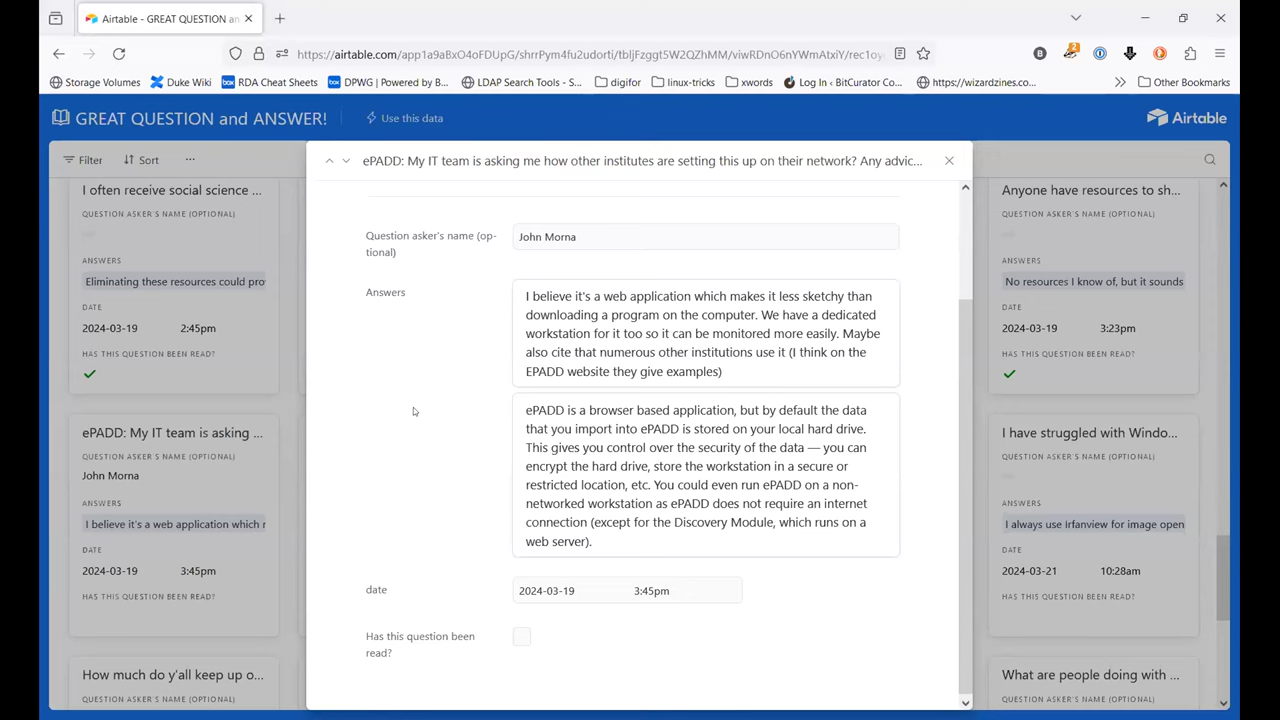 Airtable - GREAT QUESTION an
https://airtable.com/app1a9aBxO4oFDUpG/shrrPym4fu2udorti/tbljFzggt5W2QZhMM/viwRDnO6nYWmAtxiY/rec1oy
2
Storage Volumes
Duke Wiki
RDA Cheat Sheets
DPWG | Powered by B...
LDAP Search Tools - S...
digifor
linux-tricks
xwords
Log In ‹ BitCurator Co...
https://wizardzines.co...
Other Bookmarks
GREAT QUESTION and ANSWER!
Use this data
Airtable
Filter
Sort
...
I often receive social science ...
QUESTION ASKER'S NAME (OPTIONAL)
ANSWERS
Eliminating these resources could pro
DATE
2024-03-19 2:45pm
HAS THIS QUESTION BEEN READ?
ePADD: My IT team is asking ...
QUESTION ASKER'S NAME (OPTIONAL)
John Morna
ANSWERS
I believe it's a web application which r
DATE
2024-03-19 3:45pm
HAS THIS QUESTION BEEN READ?
How much do y'all keep up o...
QUESTION ASKER'S NAME (OPTIONAL)
ePADD: My IT team is asking me how other institutes are setting this up on their network? Any advic...
Question asker's name (op-
tional)
John Morna
Answers
I believe it's a web application which makes it less sketchy than
downloading a program on the computer. We have a dedicated
workstation for it too so it can be monitored more easily. Maybe
also cite that numerous other institutions use it (I think on the
EPADD website they give examples)
ePADD is a browser based application, but by default the data
that you import into ePADD is stored on your local hard drive.
This gives you control over the security of the data — you can
encrypt the hard drive, store the workstation in a secure or
restricted location, etc. You could even run ePADD on a non-
networked workstation as ePADD does not require an internet
connection (except for the Discovery Module, which runs on a
web server).
date
2024-03-19 3:45pm
Has this question been
read?
Anyone have resources to sh...
QUESTION ASKER'S NAME (OPTIONAL)
ANSWERS
No resources I know of, but it sounds
DATE
2024-03-19 3:23pm
HAS THIS QUESTION BEEN READ?
I have struggled with Windo...
QUESTION ASKER'S NAME (OPTIONAL)
ANSWERS
I always use Irfanview for image open
DATE
2024-03-21 10:28am
HAS THIS QUESTION BEEN READ?
What are people doing with ...
QUESTION ASKER'S NAME (OPTIONAL)